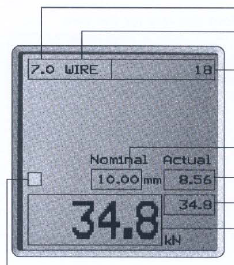 7.0 WIRE 18
Nominal Actual
10.00 mm 8.56
34.8
34.8 kN